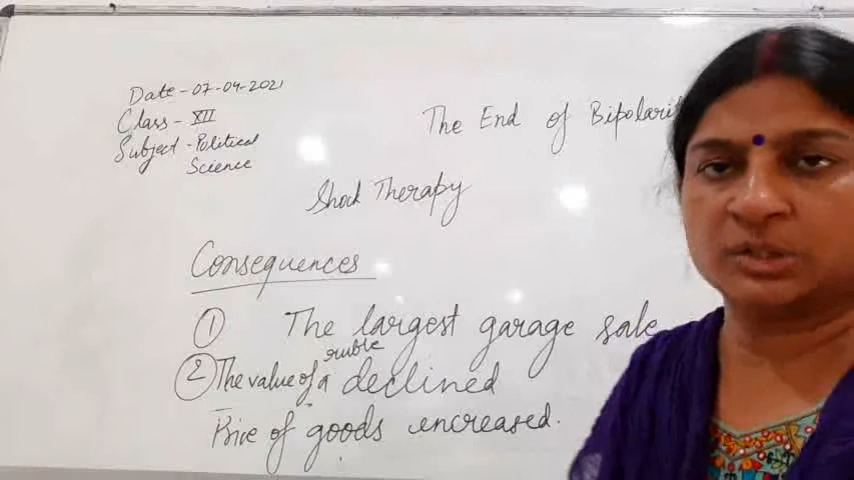 Date - 07-04-2021
Class - XII
Subject - Political
Science
The End of Bipolarit
Shock Therapy
Consequences
① The largest garage sale
ruble
② The value of a declined
Price of goods encreased.